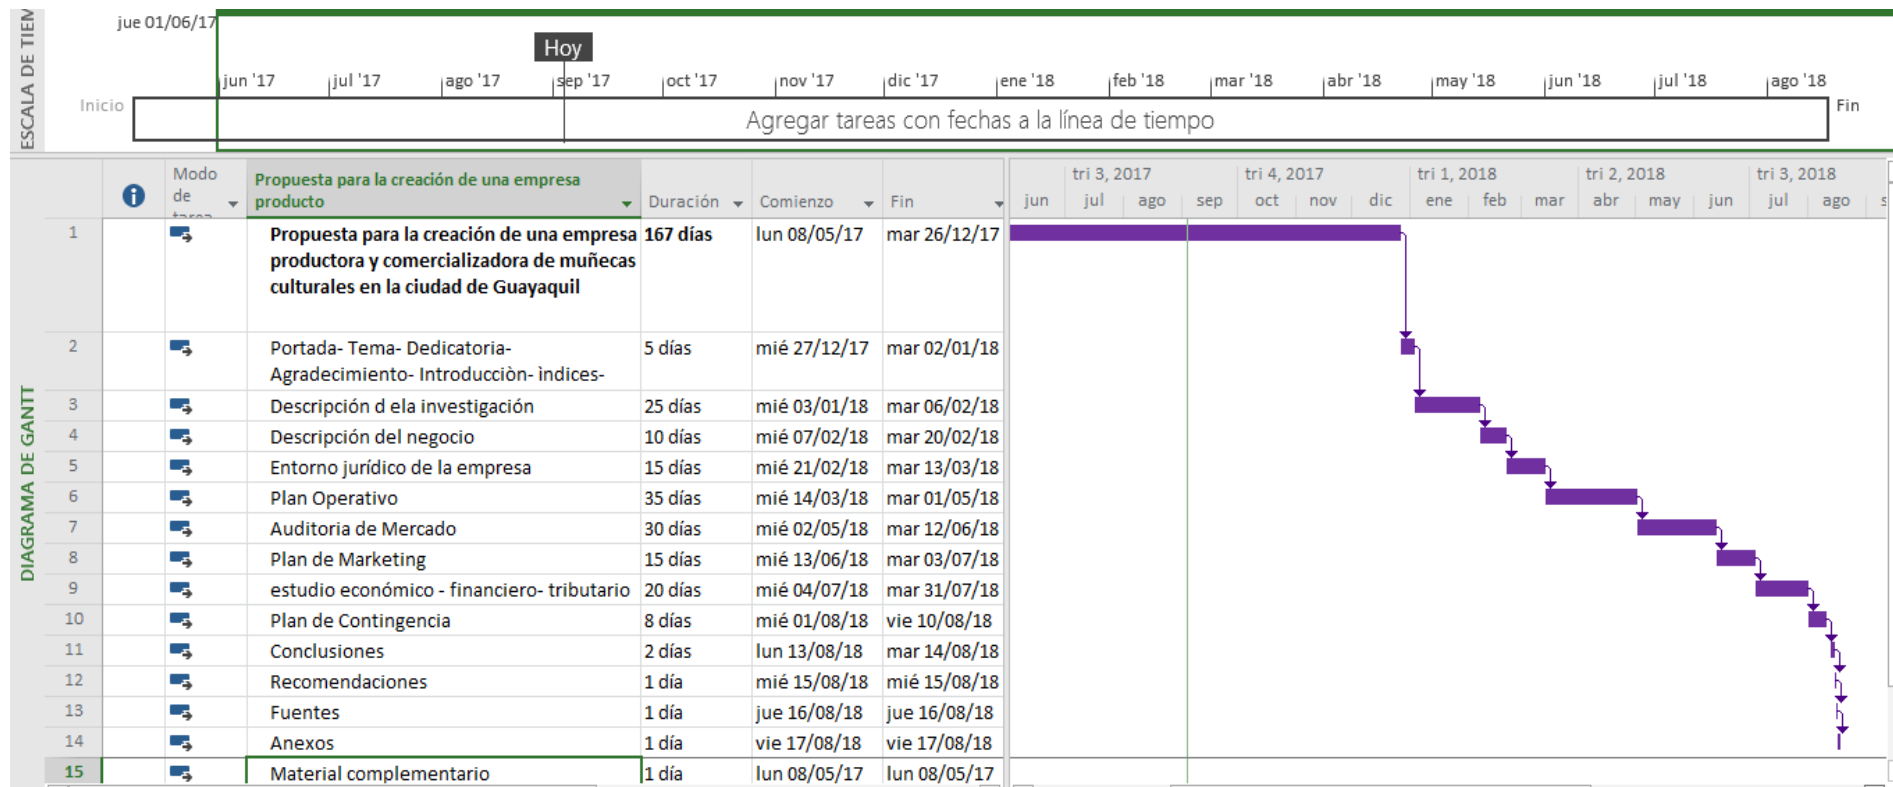 jue 01/06/17
Hoy
jun '17 jul '17 ago '17 sep '17 oct '17 nov '17 dic '17 ene '18 feb '18 mar '18 abr '18 may '18 jun '18 jul '18 ago '18
Inicio
Agregar tareas con fechas a la línea de tiempo
Fin
ESCALA DE TIEM
DIAGRAMA DE GANTT
Modo
de
tarea
Propuesta para la creación de una empresa
producto
Duración Comienzo Fin
tri 3, 2017 tri 4, 2017 tri 1, 2018 tri 2, 2018 tri 3, 2018
jun jul ago sep oct nov dic ene feb mar abr may jun jul ago s
1 Propuesta para la creación de una empresa 167 días lun 08/05/17 mar 26/12/17
productora y comercializadora de muñecas
culturales en la ciudad de Guayaquil
2 Portada- Tema- Dedicatoria- 5 días mié 27/12/17 mar 02/01/18
Agradecimiento- Introducciòn- ìndices-
3 Descripción d ela investigación 25 días mié 03/01/18 mar 06/02/18
4 Descripción del negocio 10 días mié 07/02/18 mar 20/02/18
5 Entorno jurídico de la empresa 15 días mié 21/02/18 mar 13/03/18
6 Plan Operativo 35 días mié 14/03/18 mar 01/05/18
7 Auditoria de Mercado 30 días mié 02/05/18 mar 12/06/18
8 Plan de Marketing 15 días mié 13/06/18 mar 03/07/18
9 estudio económico - financiero- tributario 20 días mié 04/07/18 mar 31/07/18
10 Plan de Contingencia 8 días mié 01/08/18 vie 10/08/18
11 Conclusiones 2 días lun 13/08/18 mar 14/08/18
12 Recomendaciones 1 día mié 15/08/18 mié 15/08/18
13 Fuentes 1 día jue 16/08/18 jue 16/08/18
14 Anexos 1 día vie 17/08/18 vie 17/08/18
15 Material complementario 1 día lun 08/05/17 lun 08/05/17